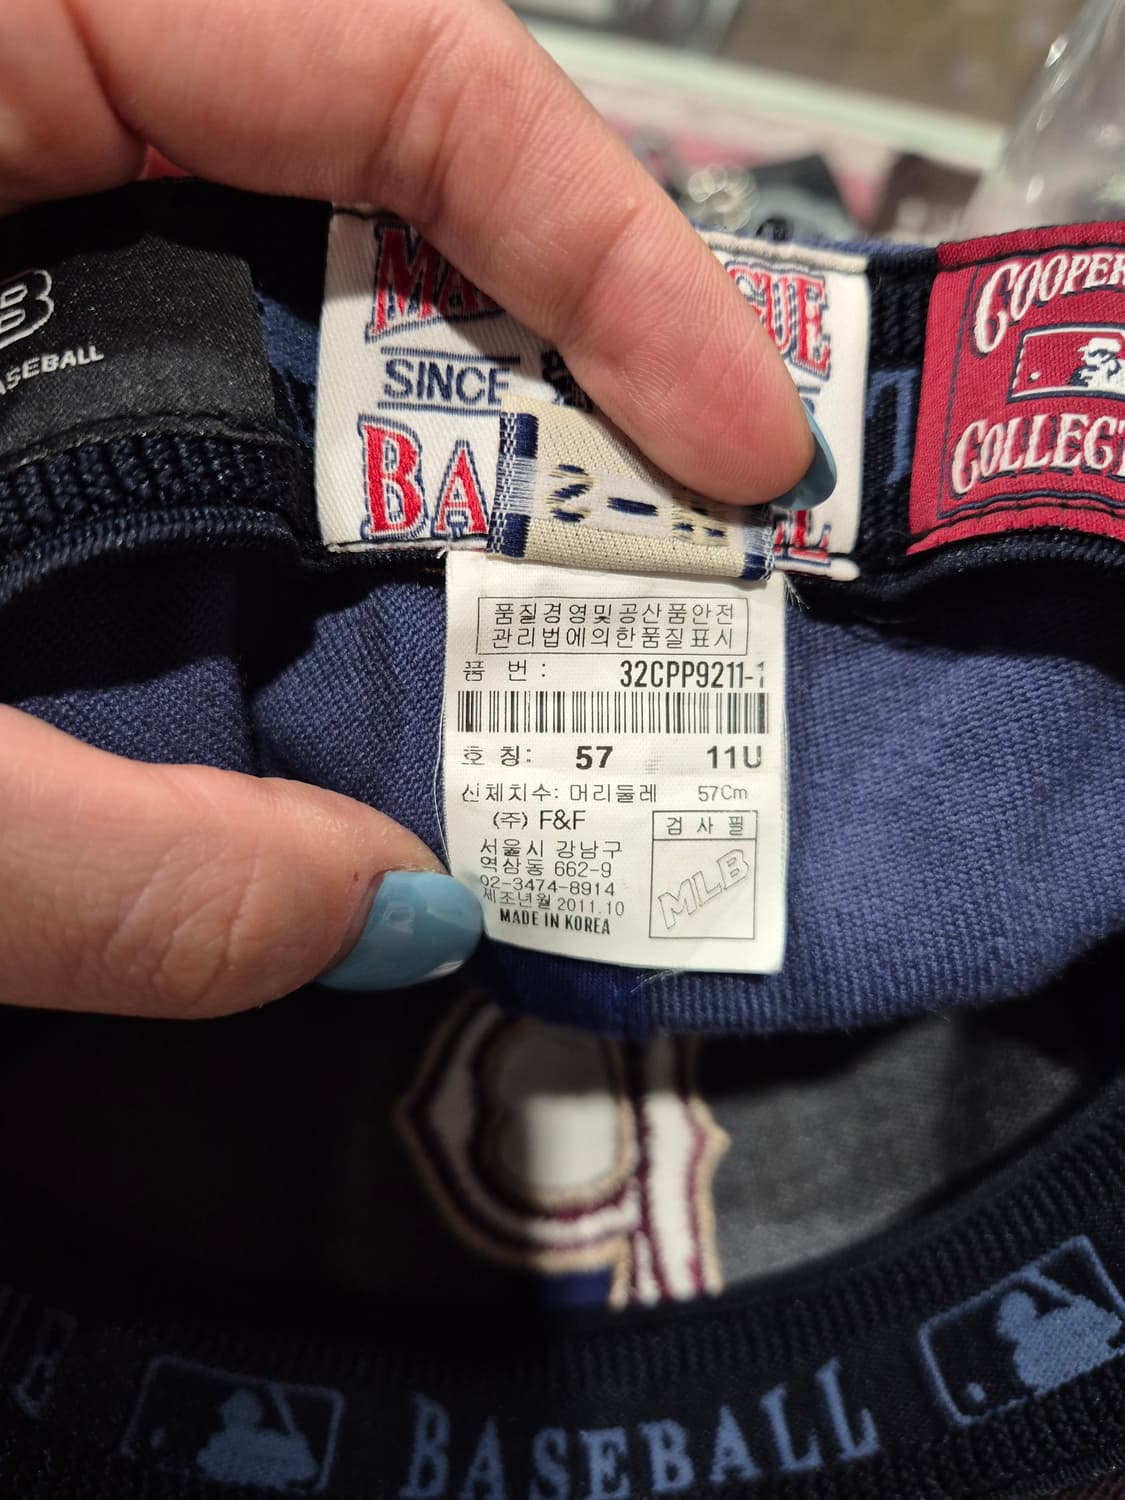 BASEBALL
SINCE
COOPER
COLLECT
품질경영및공산품안전
관리법에의한품질표시
품 번 : 32CPP9211-1
호 칭: 57 11U
신체치수: 머리둘레 57Cm
(주) F&F
검 사 필
서울시 강남구
역삼동 662-9
MLB
02-3474-8914
제조년월 2011.10
MADE IN KOREA
BASEBALL